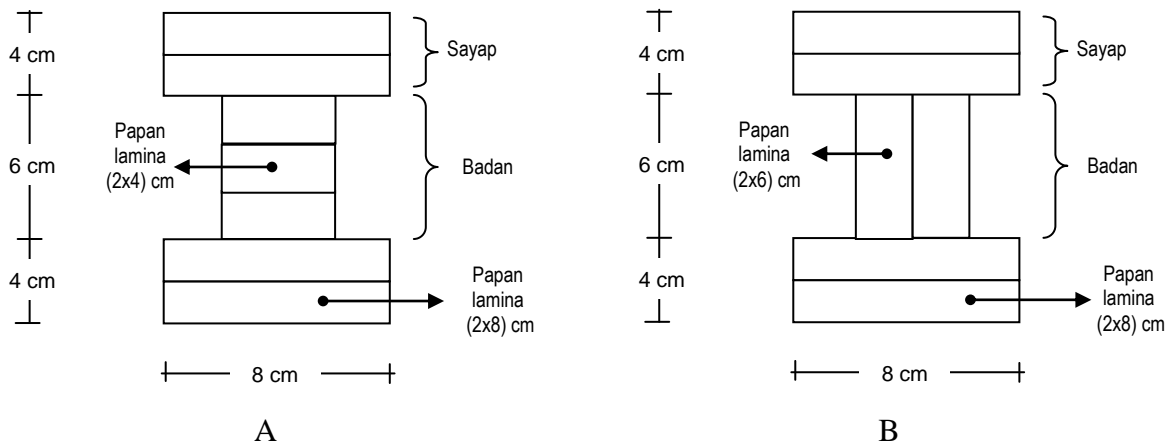 4 cm
6 cm
4 cm
Sayap
Papan
lamina
(2x4) cm
Badan
Papan
lamina
(2x8) cm
8 cm
A
4 cm
6 cm
4 cm
Sayap
Papan
lamina
(2x6) cm
Badan
Papan
lamina
(2x8) cm
8 cm
B